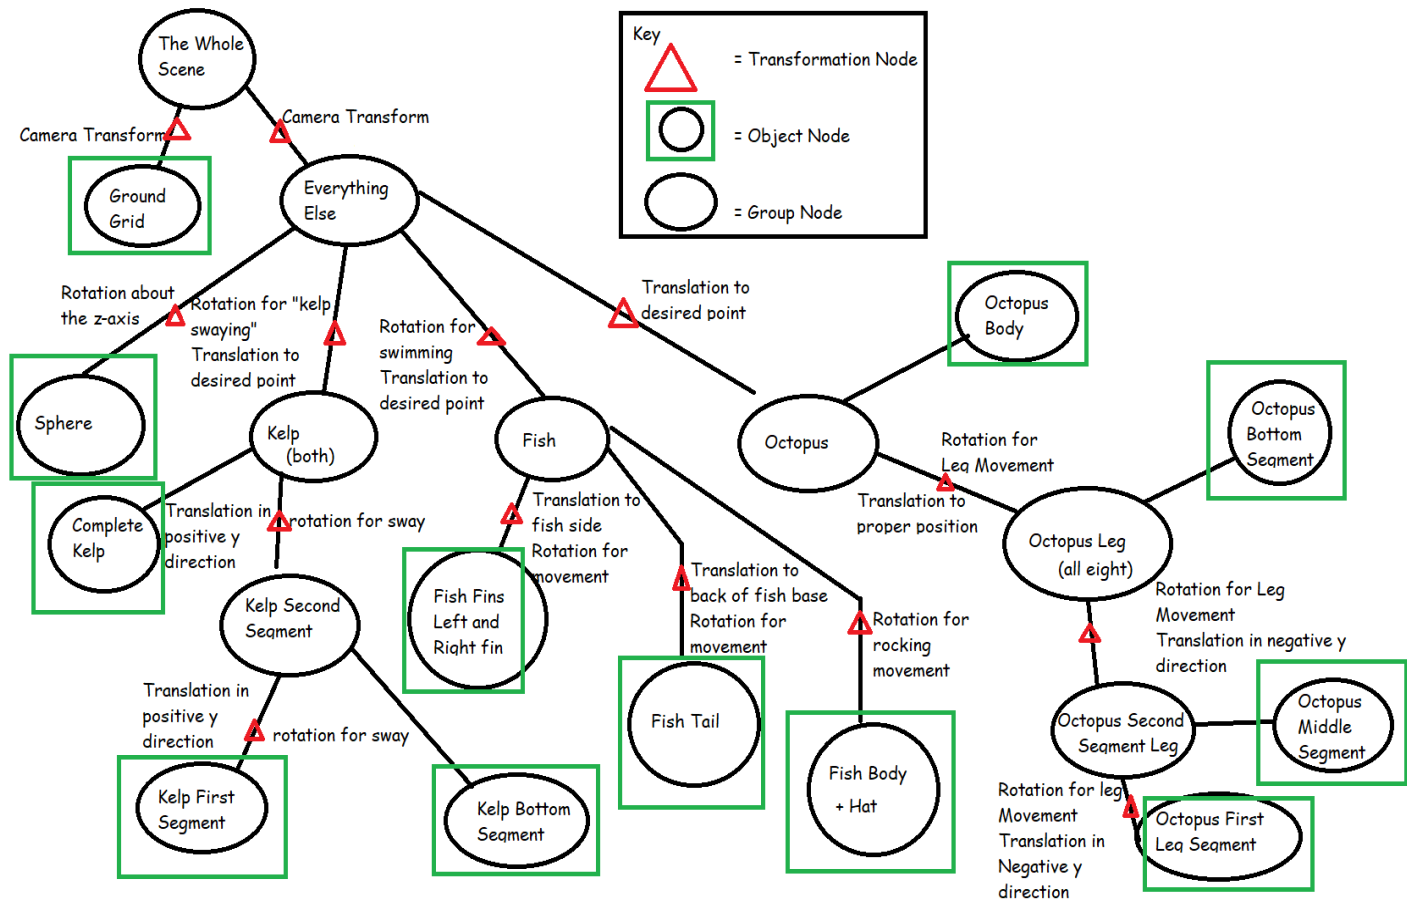 The Whole
Scene
Key
= Transformation Node
= Object Node
= Group Node
Camera Transform
Camera Transform
Ground
Grid
Everything
Else
Rotation about
the z-axis
Rotation for "kelp
swaying"
Translation to
desired point
Rotation for
swimming
Translation to
desired point
Translation to
desired point
Octopus
Body
Sphere
Kelp
(both)
Fish
Octopus
Rotation for
Leg Movement
Translation to
proper position
Octopus
Bottom
Segment
Complete
Kelp
Translation in
positive y
direction
rotation for sway
Translation to
fish side
Rotation for
movement
Octopus Leg
(all eight)
Kelp Second
Segment
Fish Fins
Left and
Right fin
Translation to
back of fish base
Rotation for
movement
Rotation for
rocking
movement
Rotation for Leg
Movement
Translation in negative y
direction
Translation in
positive y
direction
rotation for sway
Fish Tail
Fish Body
+ Hat
Octopus Second
Segment Leg
Octopus
Middle
Segment
Kelp First
Segment
Kelp Bottom
Segment
Rotation for leg
Movement
Translation in
Negative y
direction
Octopus First
Leg Segment